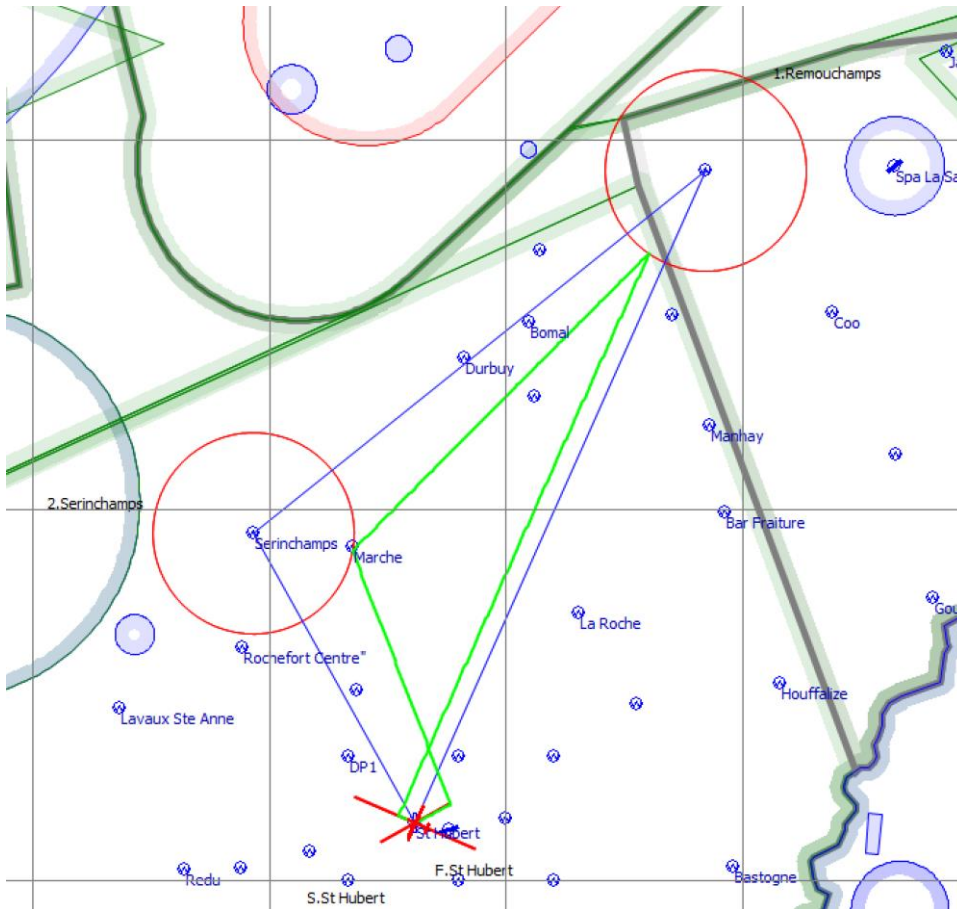 1.Remouchamps
Spa La Sa
Coo
Bomal
Durbuy
Manhay
2.Serinchamps
Serinchamps
Bar Fraiture
Marche
La Roche
Gou
Rochefort Centre"
Houffalize
Lavaux Ste Anne
DP1
St Hubert
F.St Hubert
Redu
Bastogne
S.St Hubert